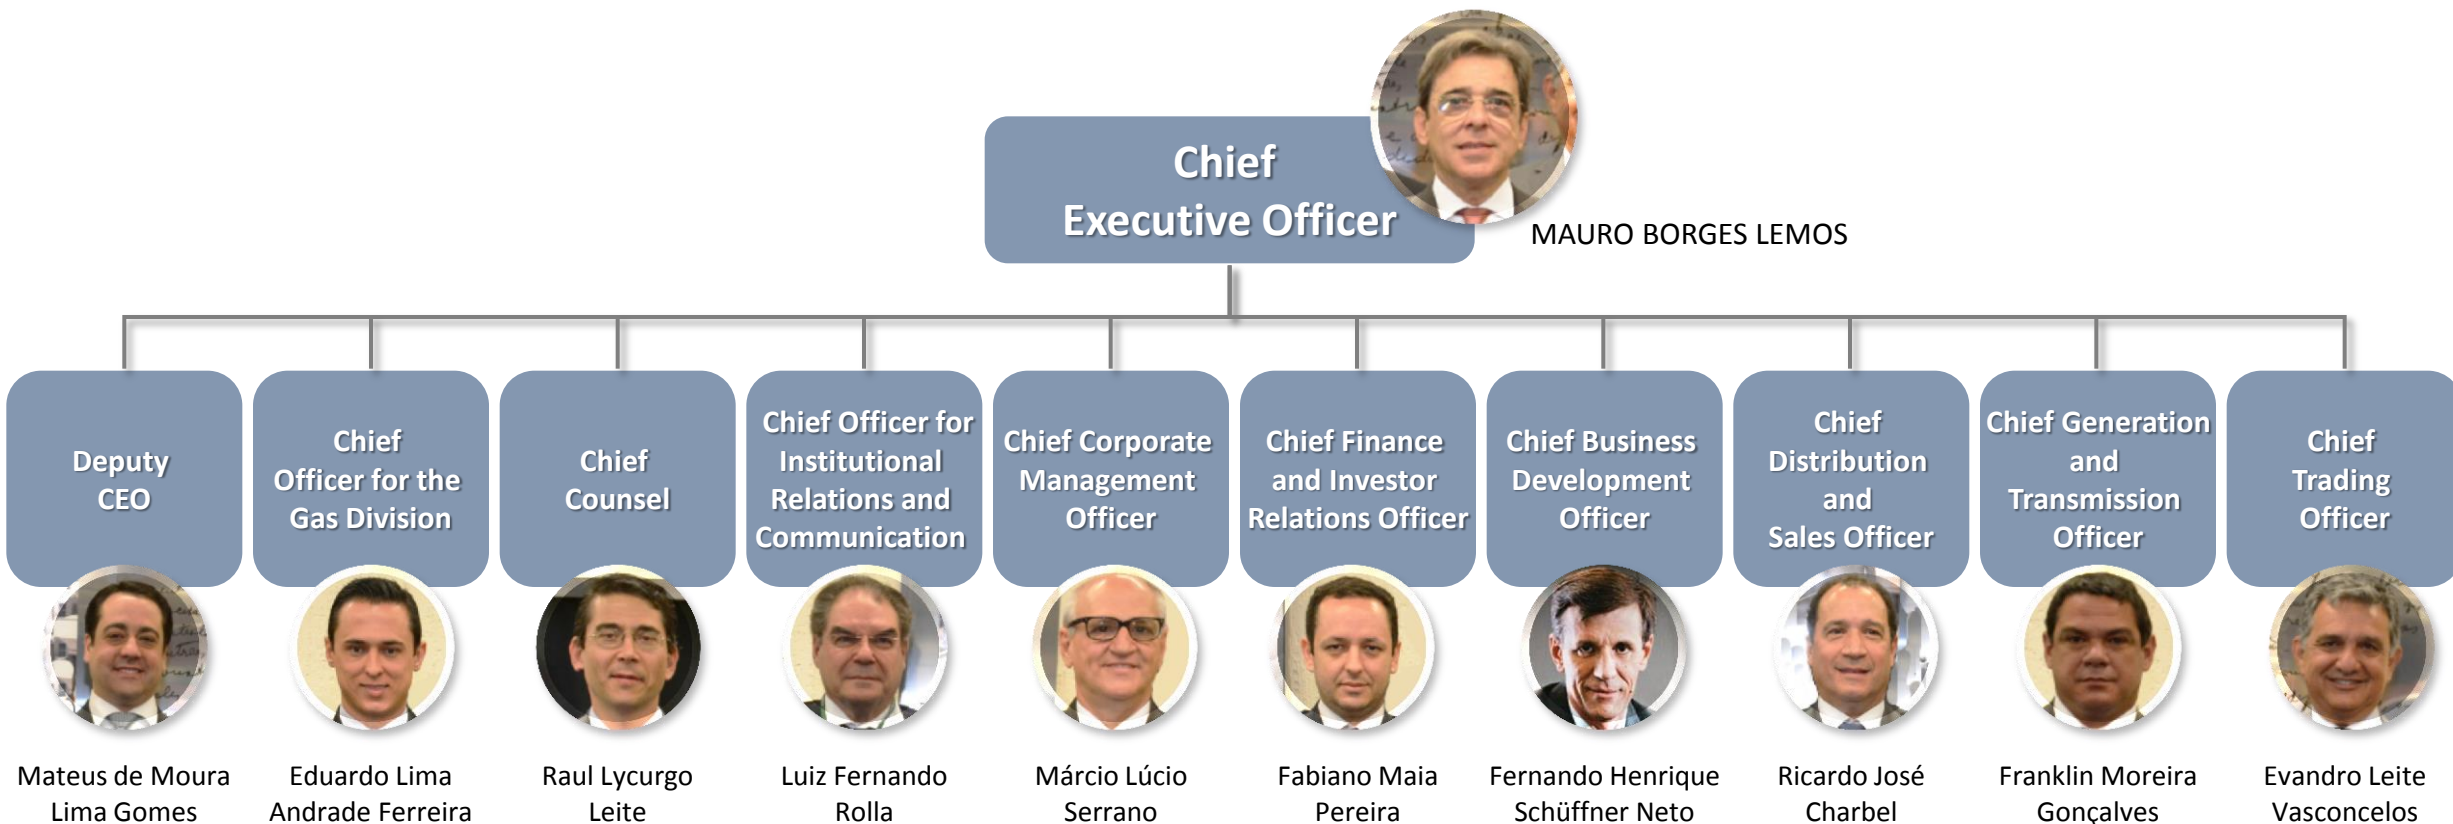 Chief
Executive Officer
MAURO BORGES LEMOS
Deputy
CEO
Chief
Officer for the
Gas Division
Chief
Counsel
Chief Officer for
Institutional
Relations and
Communication
Chief Corporate
Management
Officer
Chief Finance
and Investor
Relations Officer
Chief Business
Development
Officer
Chief
Distribution
and
Sales Officer
Chief Generation
and
Transmission
Officer
Chief
Trading
Officer
Mateus de Moura
Lima Gomes
Eduardo Lima
Andrade Ferreira
Raul Lycurgo
Leite
Luiz Fernando
Rolla
Márcio Lúcio
Serrano
Fabiano Maia
Pereira
Fernando Henrique
Schüffner Neto
Ricardo José
Charbel
Franklin Moreira
Gonçalves
Evandro Leite
Vasconcelos